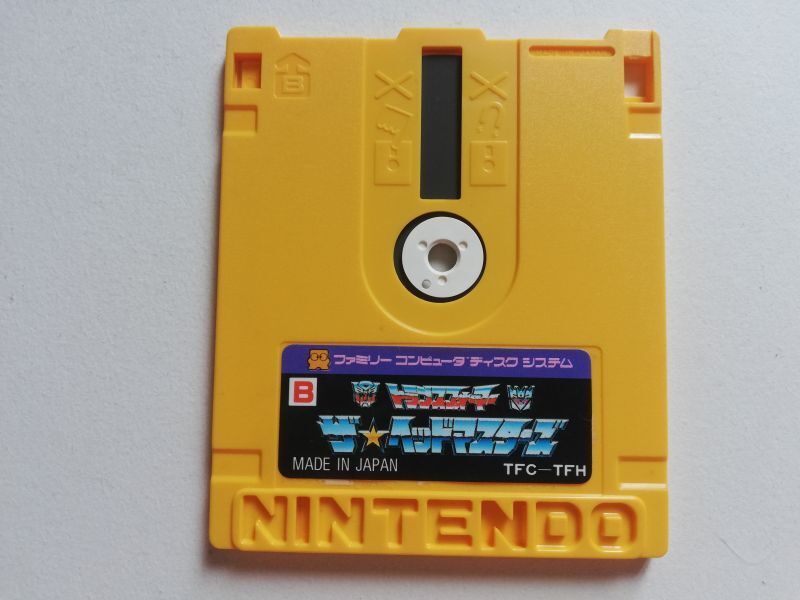 B
ファミリー コンピュータ ディスク システム
B
トランスフォーマー
ザ★ヘッドマスターズ
MADE IN JAPAN
TFC-TFH
NINTENDO